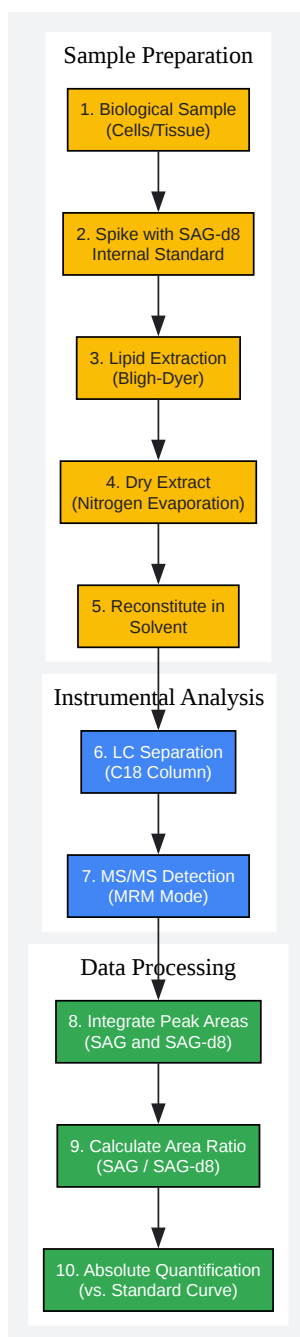 Sample Preparation
1. Biological Sample
(Cells/Tissue)
2. Spike with SAG-d8
Internal Standard
3. Lipid Extraction
(Bligh-Dyer)
4. Dry Extract
(Nitrogen Evaporation)
5. Reconstitute in
Solvent
Instrumental Analysis
6. LC Separation
(C18 Column)
7. MS/MS Detection
(MRM Mode)
Data Processing
8. Integrate Peak Areas
(SAG and SAG-d8)
9. Calculate Area Ratio
(SAG / SAG-d8)
10. Absolute Quantification
(vs. Standard Curve)